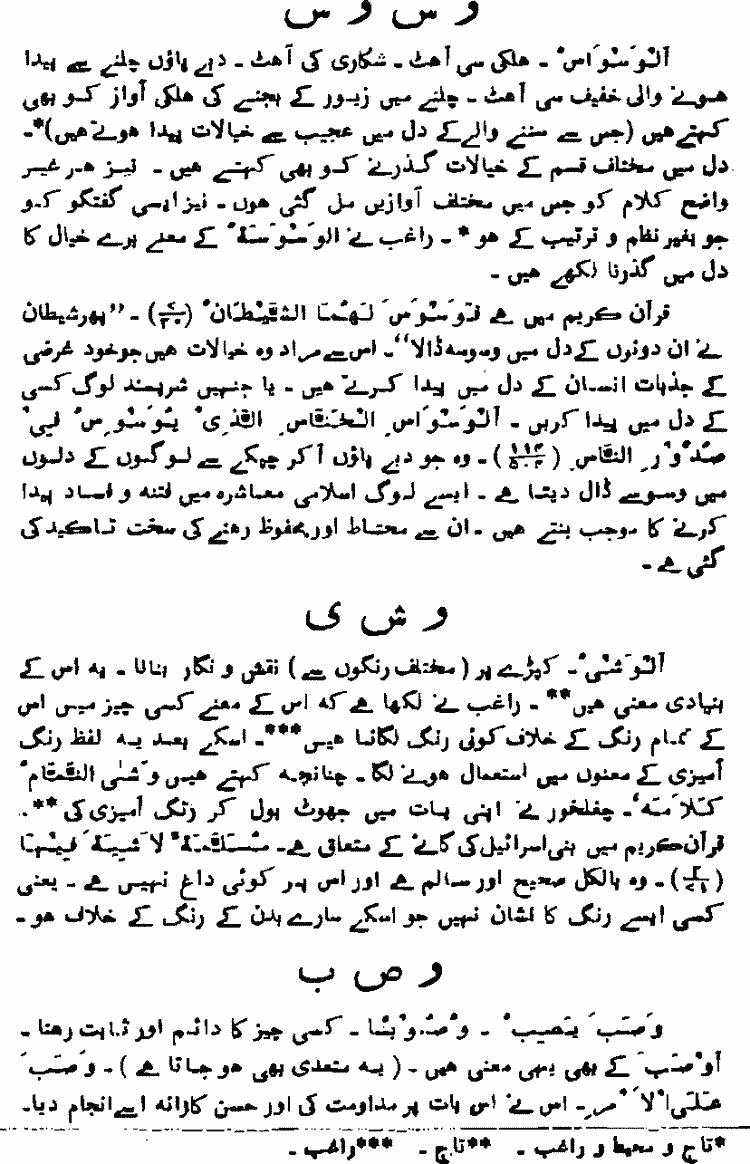 و س و س
اَلْوَسْوَاسُ ۔ ہلکی سی آہٹ ۔ شکاری کی آہٹ ۔ دبے پاؤں چلنے سے پیدا
ہونے والی خفیف سی آہٹ ۔ چلنے میں زیور کے بجنے کی ہلکی آواز کو بھی
کہتے ہیں (جس سے سننے والے کے دل میں عجیب سے خیالات پیدا ہوتے ہیں)*۔
دل میں مختلف قسم کے خیالات گذرنے کو بھی کہتے ہیں ۔ نیز ہر غیر
واضح کلام کو جس میں مختلف آوازیں مل گئی ہوں ۔ نیز ایسی گفتگو کو
جو بغیر نظم و ترتیب کے ہو * ۔ راغب نے الْوَسْوَسَةُ کے معنے برے خیال کا
دل میں گذرنا لکھے ہیں ۔
قرآن کریم میں ہے فَوَسْوَسَ لَهُمَا الشَّيْطَانُ (۷/۲۰) ۔ ”پھر شیطان
نے ان دونوں کے دل میں وسوسہ ڈالا“۔ اس سے مراد وہ خیالات ہیں جو خود غرضی
کے جذبات انسان کے دل میں پیدا کرتے ہیں ۔ یا جنہیں شرپسند لوگ کسی
کے دل میں پیدا کریں ۔ اَلْوَسْوَاسِ الْخَنَّاسِ الَّذِیْ یُوَسْوِسُ فِیْ
صُدُوْرِ النَّاسِ (۱۱۴/۵-۴) ۔ وہ جو دبے پاؤں آ کر چپکے سے لوگوں کے دلوں
میں وسوسے ڈال دیتا ہے ۔ ایسے لوگ اسلامی معاشرہ میں فتنہ و فساد پیدا
کرنے کا موجب بنتے ہیں ۔ ان سے محتاط اور محفوظ رہنے کی سخت تاکید کی
گئی ہے ۔
و ش ی
اَلْوَشْیُ ۔ کپڑے پر (مختلف رنگوں سے) نقش و نگار بنانا ۔ یہ اس کے
بنیادی معنی ہیں** ۔ راغب نے لکھا ہے کہ اس کے معنے کسی چیز میں اس
کے تمام رنگ کے خلاف کوئی رنگ لگانا ہیں***۔ اسکے بعد یہ لفظ رنگ
آمیزی کے معنوں میں استعمال ہونے لگا ۔ چنانچہ کہتے ہیں وَشَی النَّمَّامُ
کَلَامَہٗ ۔ چغلخور نے اپنی بات میں جھوٹ بول کر رنگ آمیزی کی **.
قرآن کریم میں بنی اسرائیل کی گائے کے متعلق ہے ۔ مُسَلَّمَةٌ لَا شِيَةَ فِيْهَا
(۲/۷۱) ۔ وہ بالکل صحیح اور سالم ہے اور اس پر کوئی داغ نہیں ہے ۔ یعنی
کسی ایسے رنگ کا نشان نہیں جو اسکے سارے بدن کے رنگ کے خلاف ہو ۔
و ص ب
وَصَبَ یَصِبُ ۔ وُصُوْبًا ۔ کسی چیز کا دائم اور ثابت رہنا ۔
اَوْصَبَ کے بھی یہی معنی ہیں ۔ (یہ متعدی بھی ہو جاتا ہے) ۔ وَصَبَ
عَلَی الْاَمْرِ ۔ اس نے اس بات پر مداومت کی اور حسن کارانہ اسے انجام دیا۔
*تاج و محیط و راغب ۔ **تاج ۔ ***راغب ۔